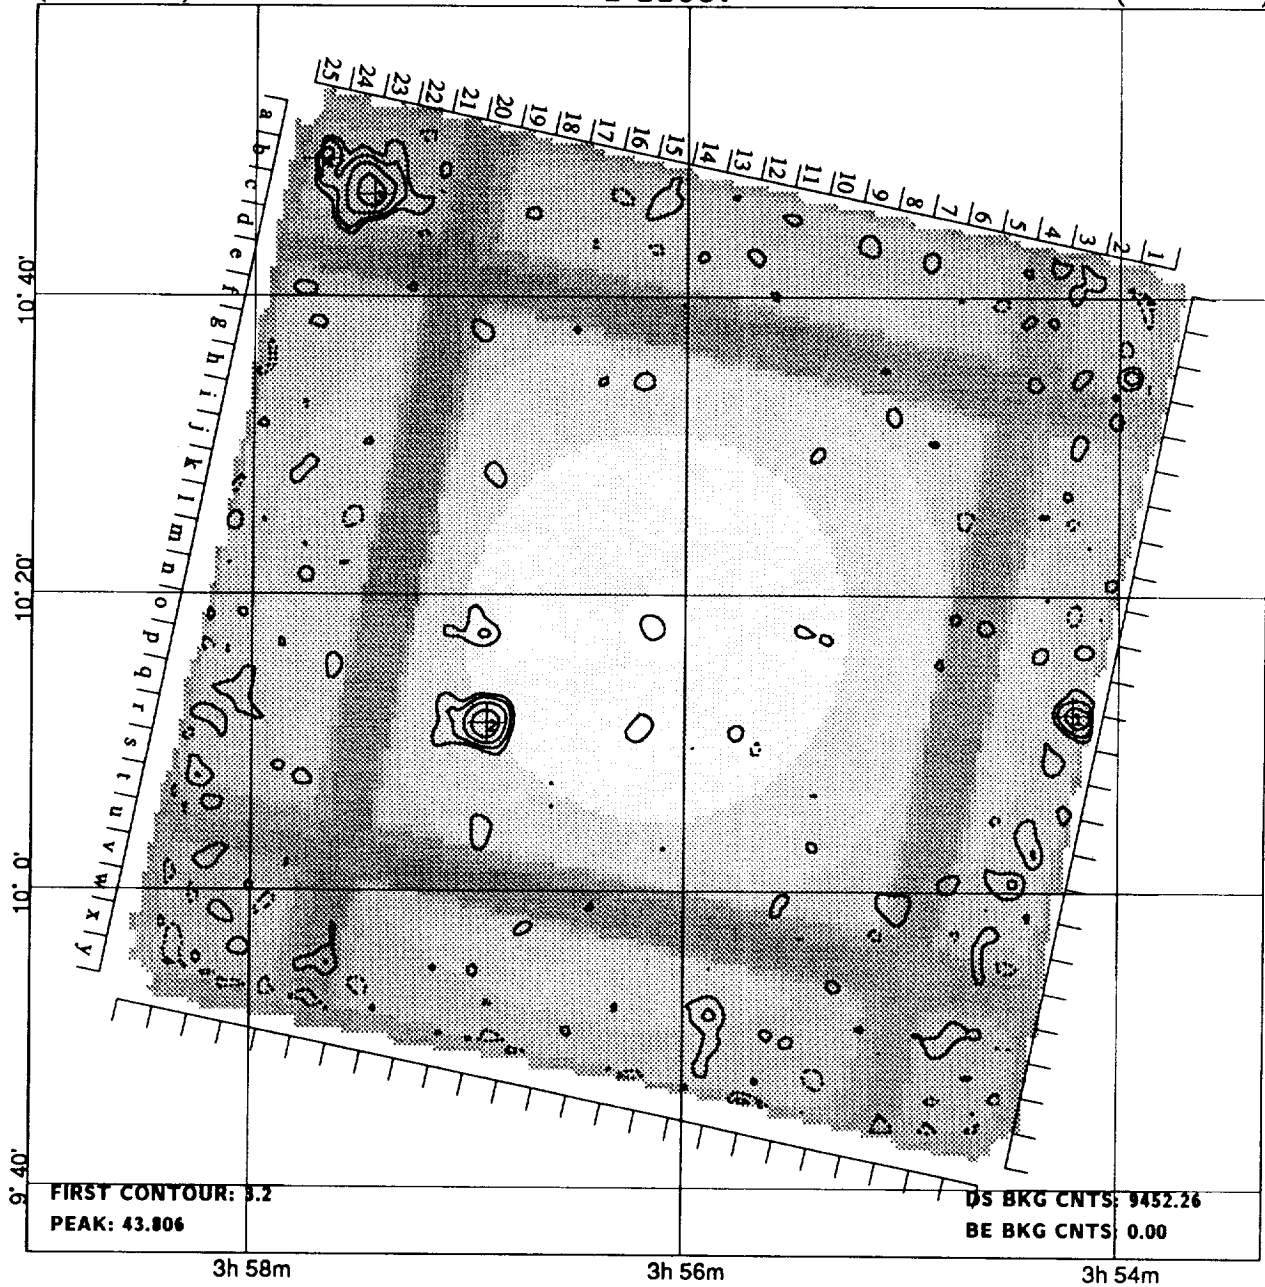 25 24 23 22 21 20 19 18 17 16 15 14 13 12 11 10 9 8 7 6 5 4 3 2 1
a b c d e f g h i j k l m n o p q r s t u v w x y
10° 40'
10° 20'
10° 0'
9° 40'
FIRST CONTOUR: 3.2
PEAK: 43.806
DS BKG CNTS: 9452.26
BE BKG CNTS: 0.00
3h 58m 3h 56m 3h 54m